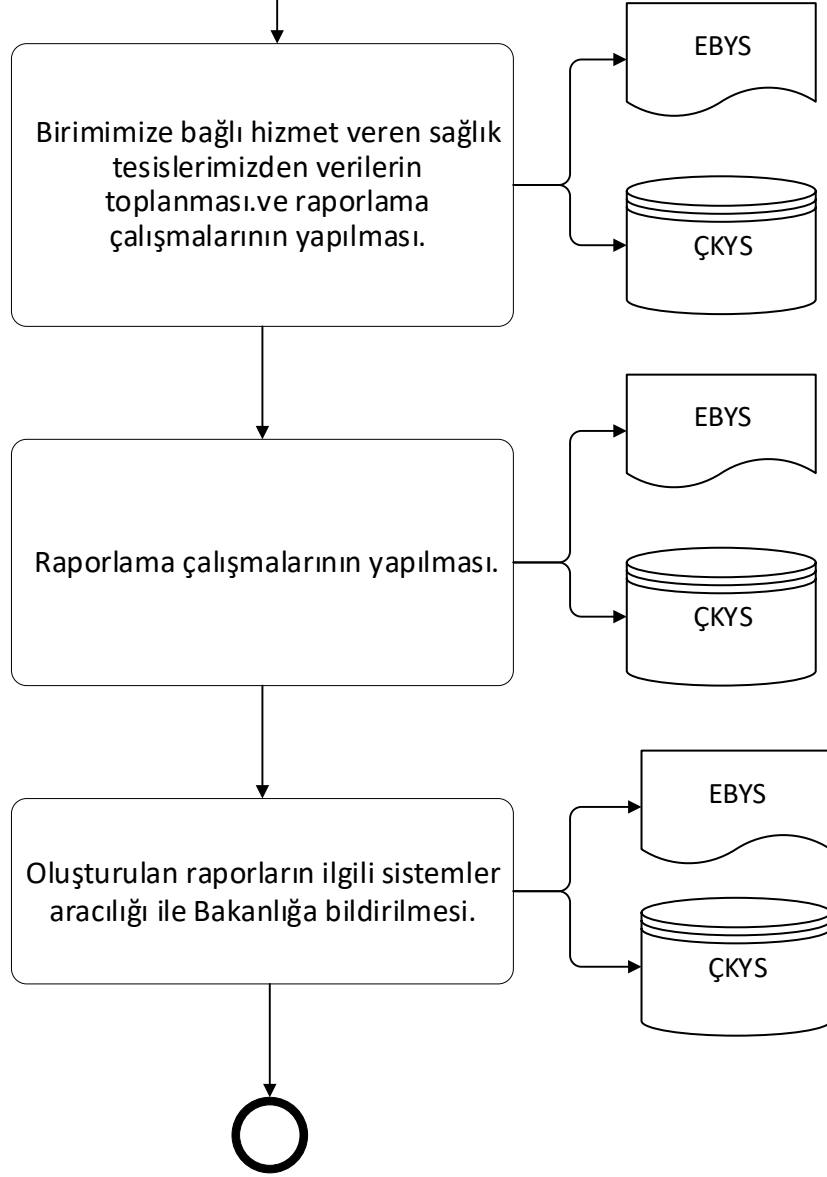 EBYS
Birimimize bağlı hizmet veren sağlık
tesislerimizden verilerin
toplanması.ve raporlama
çalışmalarının yapılması.
ÇKYS
EBYS
Raporlama çalışmalarının yapılması.
ÇKYS
EBYS
Oluşturulan raporların ilgili sistemler
aracılığı ile Bakanlığa bildirilmesi.
ÇKYS